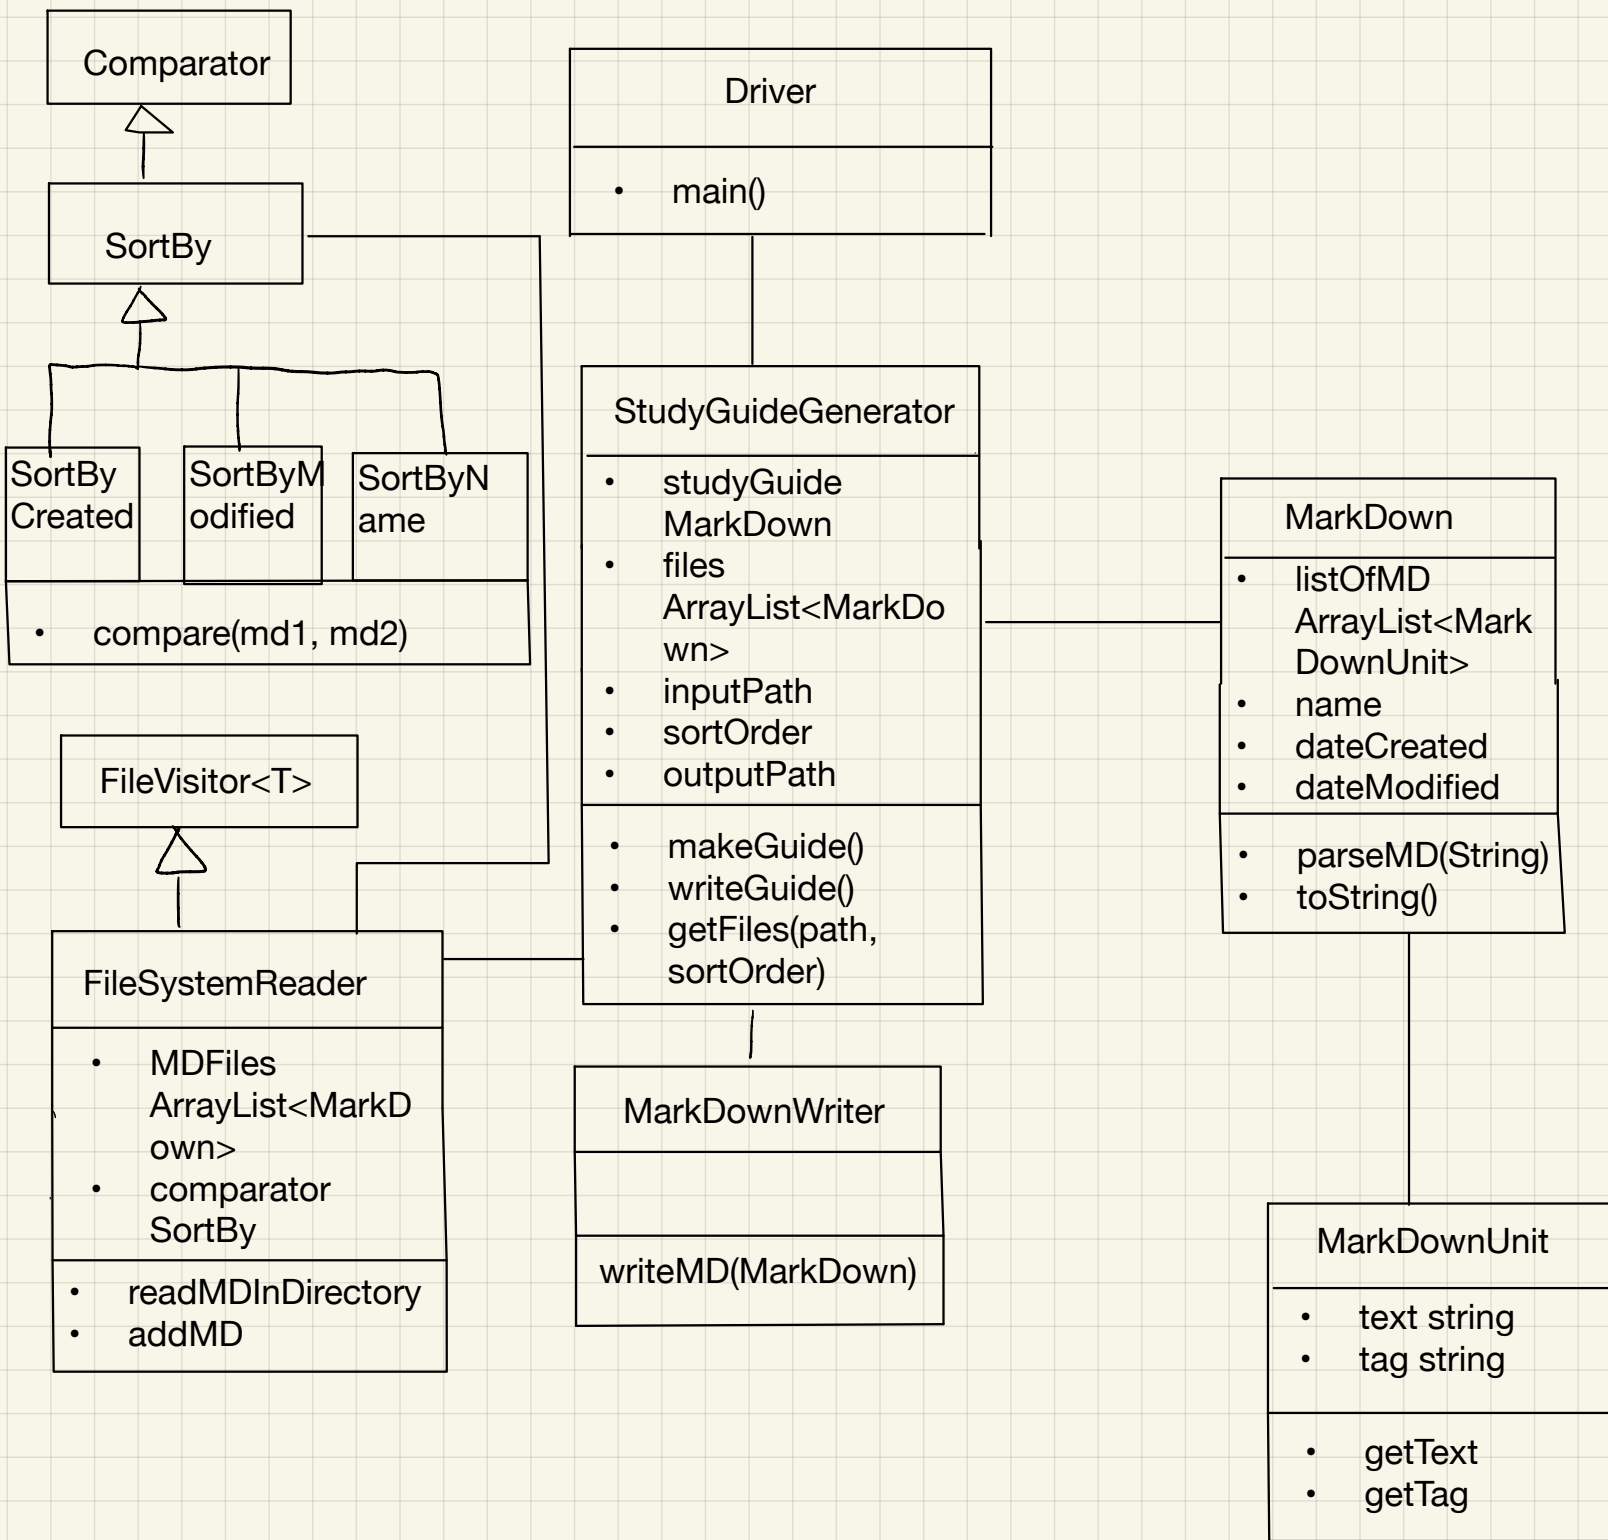 Comparator
SortBy
SortBy
Created
SortByM
odified
SortByN
ame
• compare(md1, md2)
FileVisitor<T>
FileSystemReader
• MDFiles
ArrayList<MarkD
own>
• comparator
SortBy
• readMDInDirectory
• addMD
Driver
• main()
StudyGuideGenerator
• studyGuide
MarkDown
• files
ArrayList<MarkDo
wn>
• inputPath
• sortOrder
• outputPath
• makeGuide()
• writeGuide()
• getFiles(path,
sortOrder)
MarkDownWriter
writeMD(MarkDown)
MarkDown
• listOfMD
ArrayList<Mark
DownUnit>
• name
• dateCreated
• dateModified
• parseMD(String)
• toString()
MarkDownUnit
• text string
• tag string
• getText
• getTag